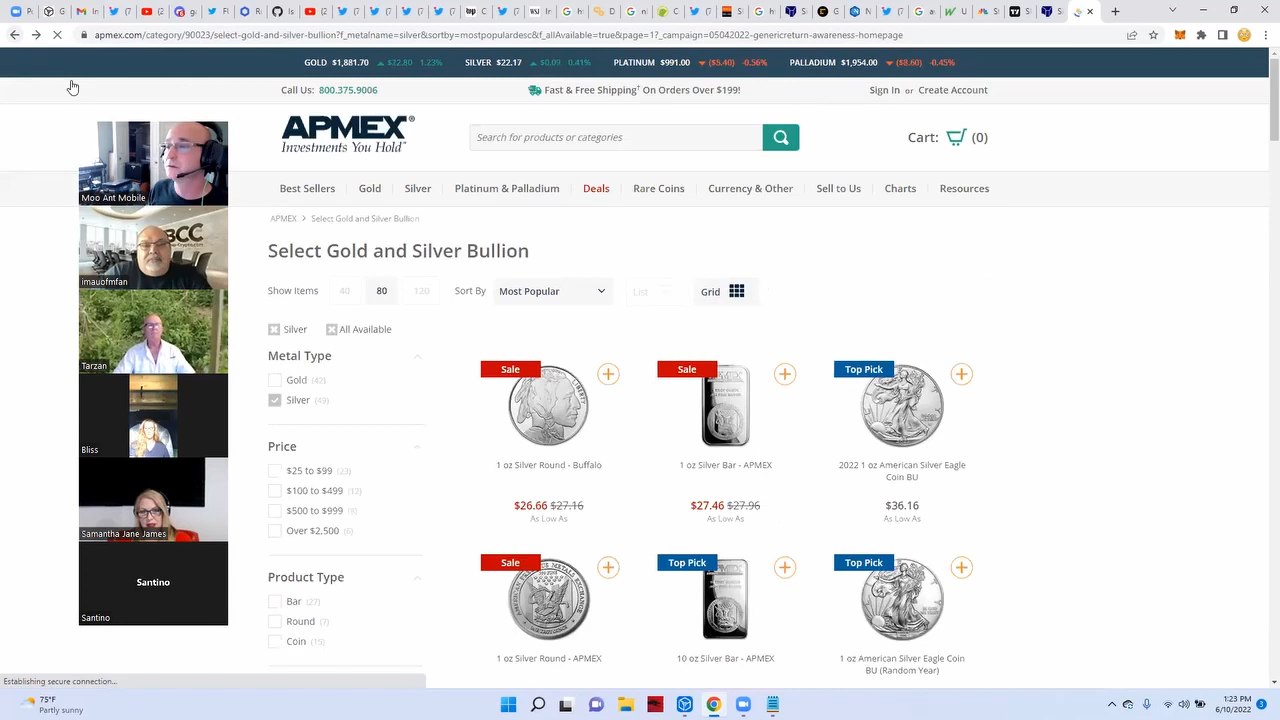 apmex.com/category/90023/select-gold-and-silver-bullion?f_metalname=silver&sortby=mostpopulardesc&f_allAvailable=true&page=1?_campaign=05042022-genericreturn-awareness-homepage
GOLD $1,881.70 $22.80 1.23% SILVER $22.17 $0.09 0.41% PLATINUM $991.00 ($5.40) -0.56% PALLADIUM $1,954.00 ($8.60) -0.45%
Call Us: 800.375.9006 Fast & Free Shipping† On Orders Over $199! Sign In or Create Account
APMEX®
Investments You Hold™
Search for products or categories
Cart: (0)
Best Sellers Gold Silver Platinum & Palladium Deals Rare Coins Currency & Other Sell to Us Charts Resources
APMEX > Select Gold and Silver Bullion
Select Gold and Silver Bullion
Show Items 40 80 120 Sort By Most Popular List Grid
Silver All Available
Metal Type
Gold (42)
Silver (49)
Price
$25 to $99 (23)
$100 to $499 (12)
$500 to $999 (8)
Over $2,500 (6)
Product Type
Bar (27)
Round (7)
Coin (15)
Sale Sale Top Pick
1 oz Silver Round - Buffalo
$26.66 $27.16
As Low As
1 oz Silver Bar - APMEX
$27.46 $27.96
As Low As
2022 1 oz American Silver Eagle
Coin BU
$36.16
As Low As
Sale Top Pick Top Pick
1 oz Silver Round - APMEX
10 oz Silver Bar - APMEX
1 oz American Silver Eagle Coin
BU (Random Year)
Moo Ant Mobile
BCC
imauofmfan
Tarzan
Bliss
Samantha Jane James
Santino
Santino
Establishing secure connection...
75°F
Partly sunny
1:23 PM
6/10/2022